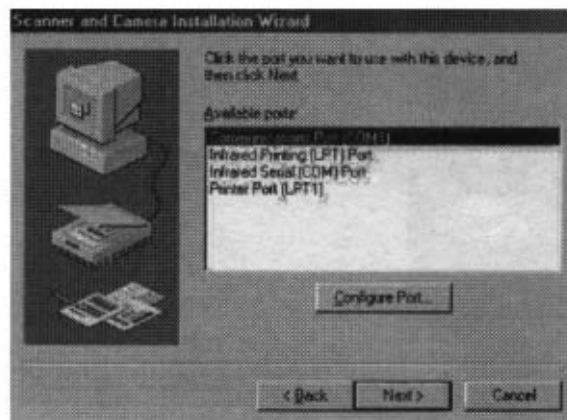 Scanner and Camera Installation Wizard
Click the port you want to use with this device, and
then click Next.
Available ports:
Communications Port (COM1)
Infrared Printing (LPT) Port
Infrared Serial (COM) Port
Printer Port (LPT1)
Configure Port...
< Back
Next >
Cancel